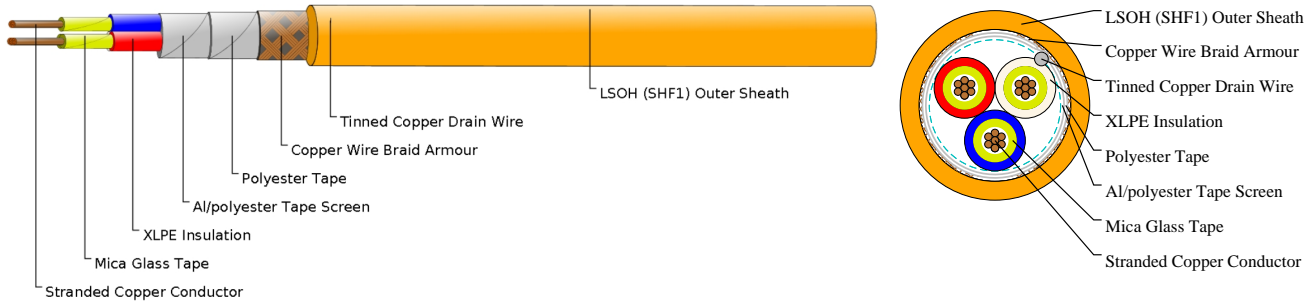 LSOH (SHF1) Outer Sheath
Tinned Copper Drain Wire
Copper Wire Braid Armour
Polyester Tape
Al/polyester Tape Screen
XLPE Insulation
Mica Glass Tape
Stranded Copper Conductor
LSOH (SHF1) Outer Sheath
Copper Wire Braid Armour
Tinned Copper Drain Wire
XLPE Insulation
Polyester Tape
Al/polyester Tape Screen
Mica Glass Tape
Stranded Copper Conductor